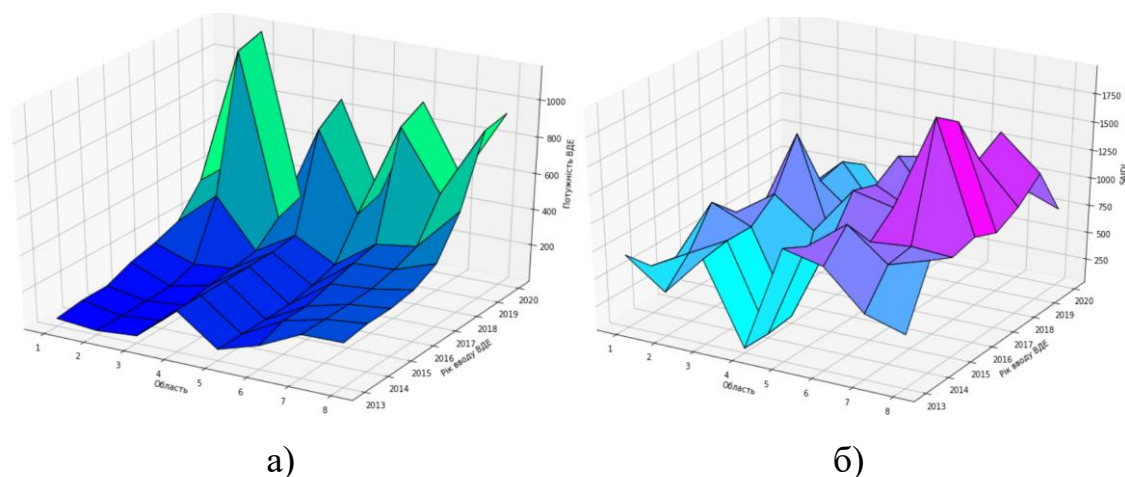 1000
800
600
400
200
Потужність ВДЕ
1 2 3 4 5 6 7 8
Область
2013 2014 2015 2016 2017 2018 2019 2020
Рік вводу ВДЕ
а)
1750
1500
1250
1000
750
500
250
SAIDI
1 2 3 4 5 6 7 8
Область
2013 2014 2015 2016 2017 2018 2019 2020
Рік вводу ВДЕ
б)